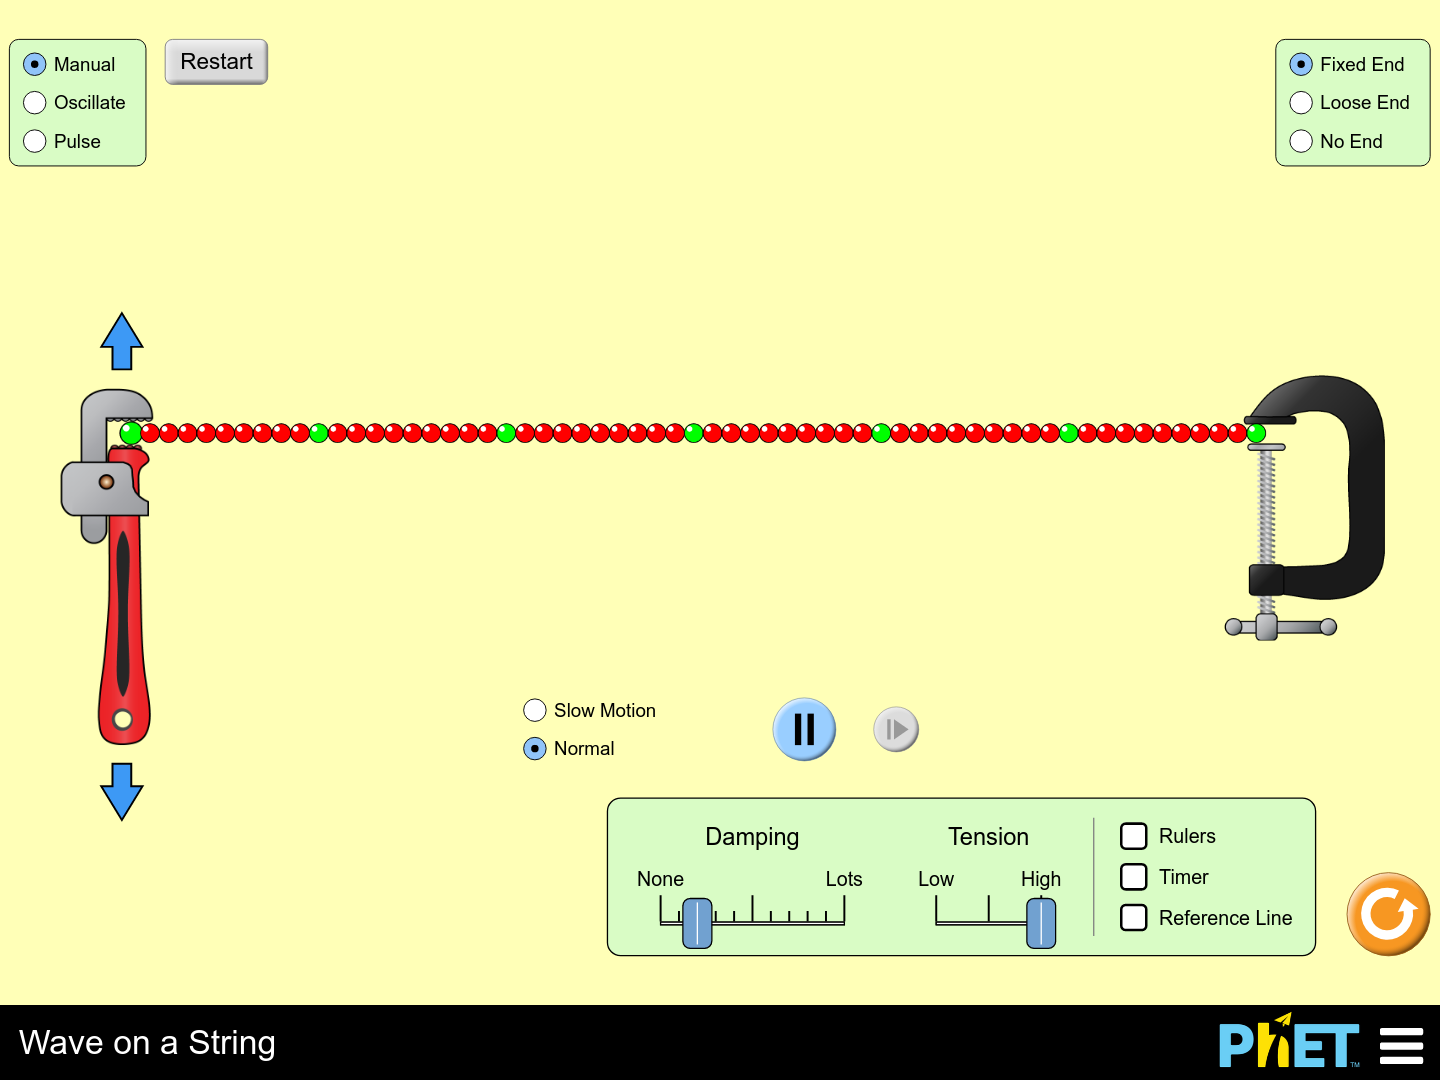 Manual
Oscillate
Pulse
Restart
Fixed End
Loose End
No End
Slow Motion
Normal
Damping
None
Lots
Tension
Low
High
Rulers
Timer
Reference Line
Wave on a String
PhET™